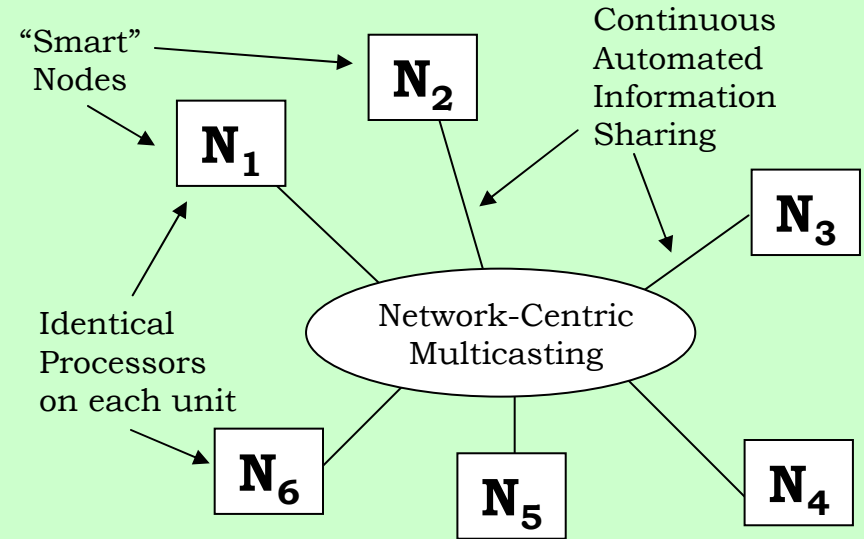 “Smart”
Nodes
Continuous
Automated
Information
Sharing
N₂
N₁
N₃
Network-Centric
Multicasting
Identical
Processors
on each unit
N₆
N₅
N₄